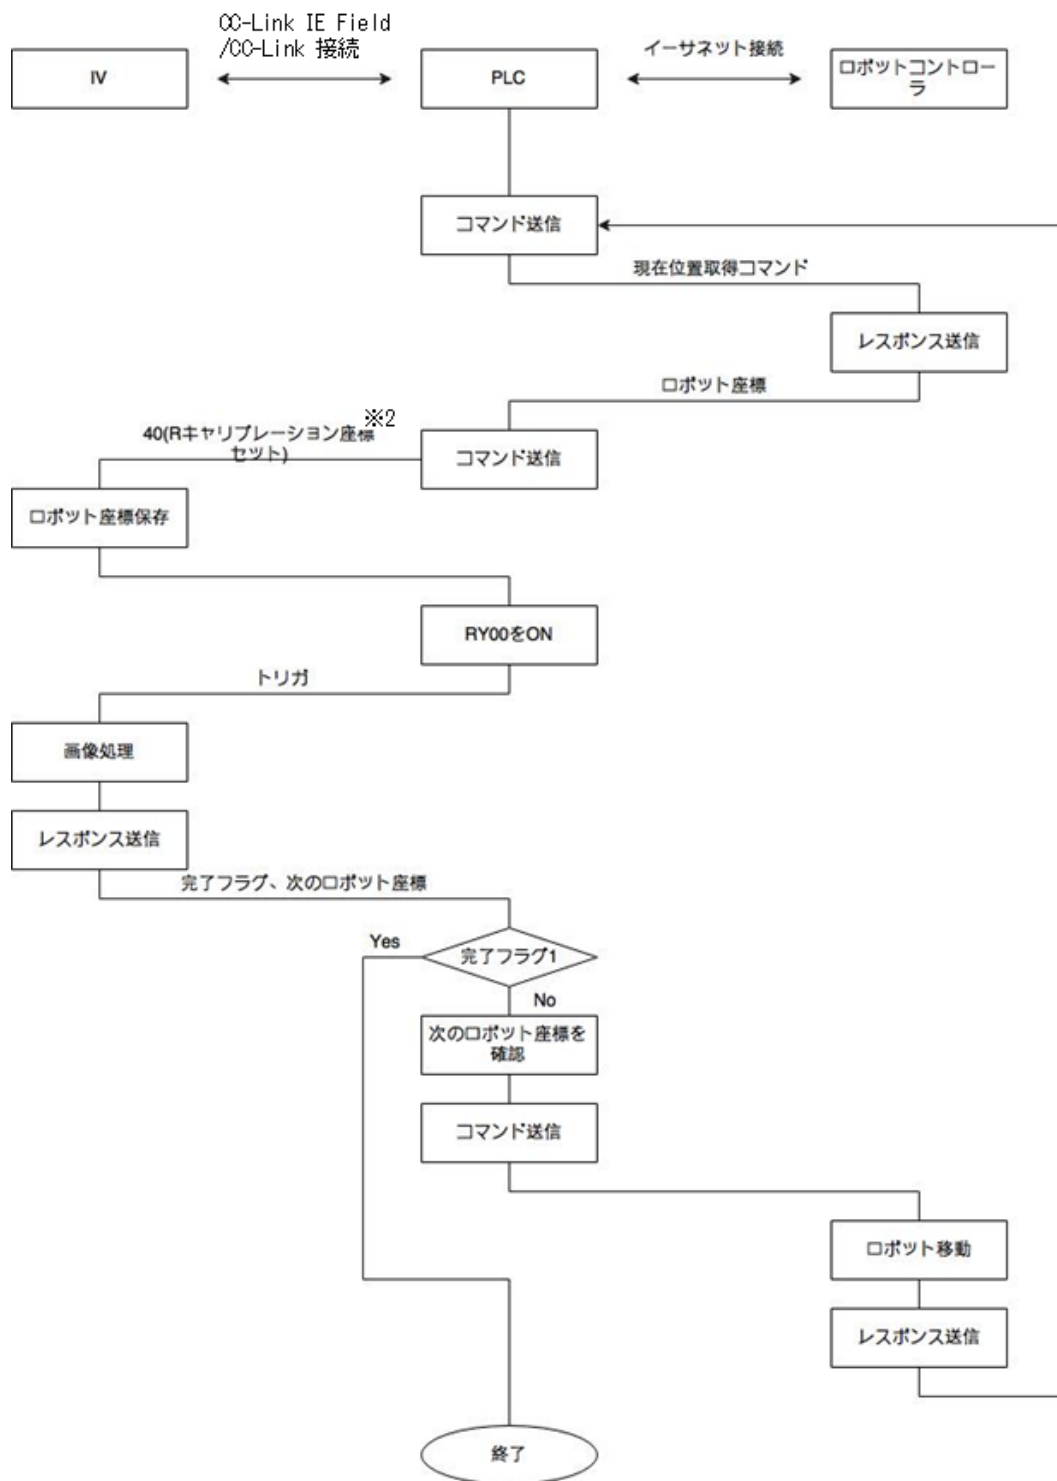 CC-Link IE Field
/CC-Link 接続
IV
PLC
イーサネット接続
ロボットコントロー
ラ
コマンド送信
現在位置取得コマンド
レスポンス送信
ロボット座標
※2
40(Rキャリブレーション座標
セット)
コマンド送信
ロボット座標保存
RY00をON
トリガ
画像処理
レスポンス送信
完了フラグ、次のロボット座標
Yes
完了フラグ1
No
次のロボット座標を
確認
コマンド送信
ロボット移動
レスポンス送信
終了